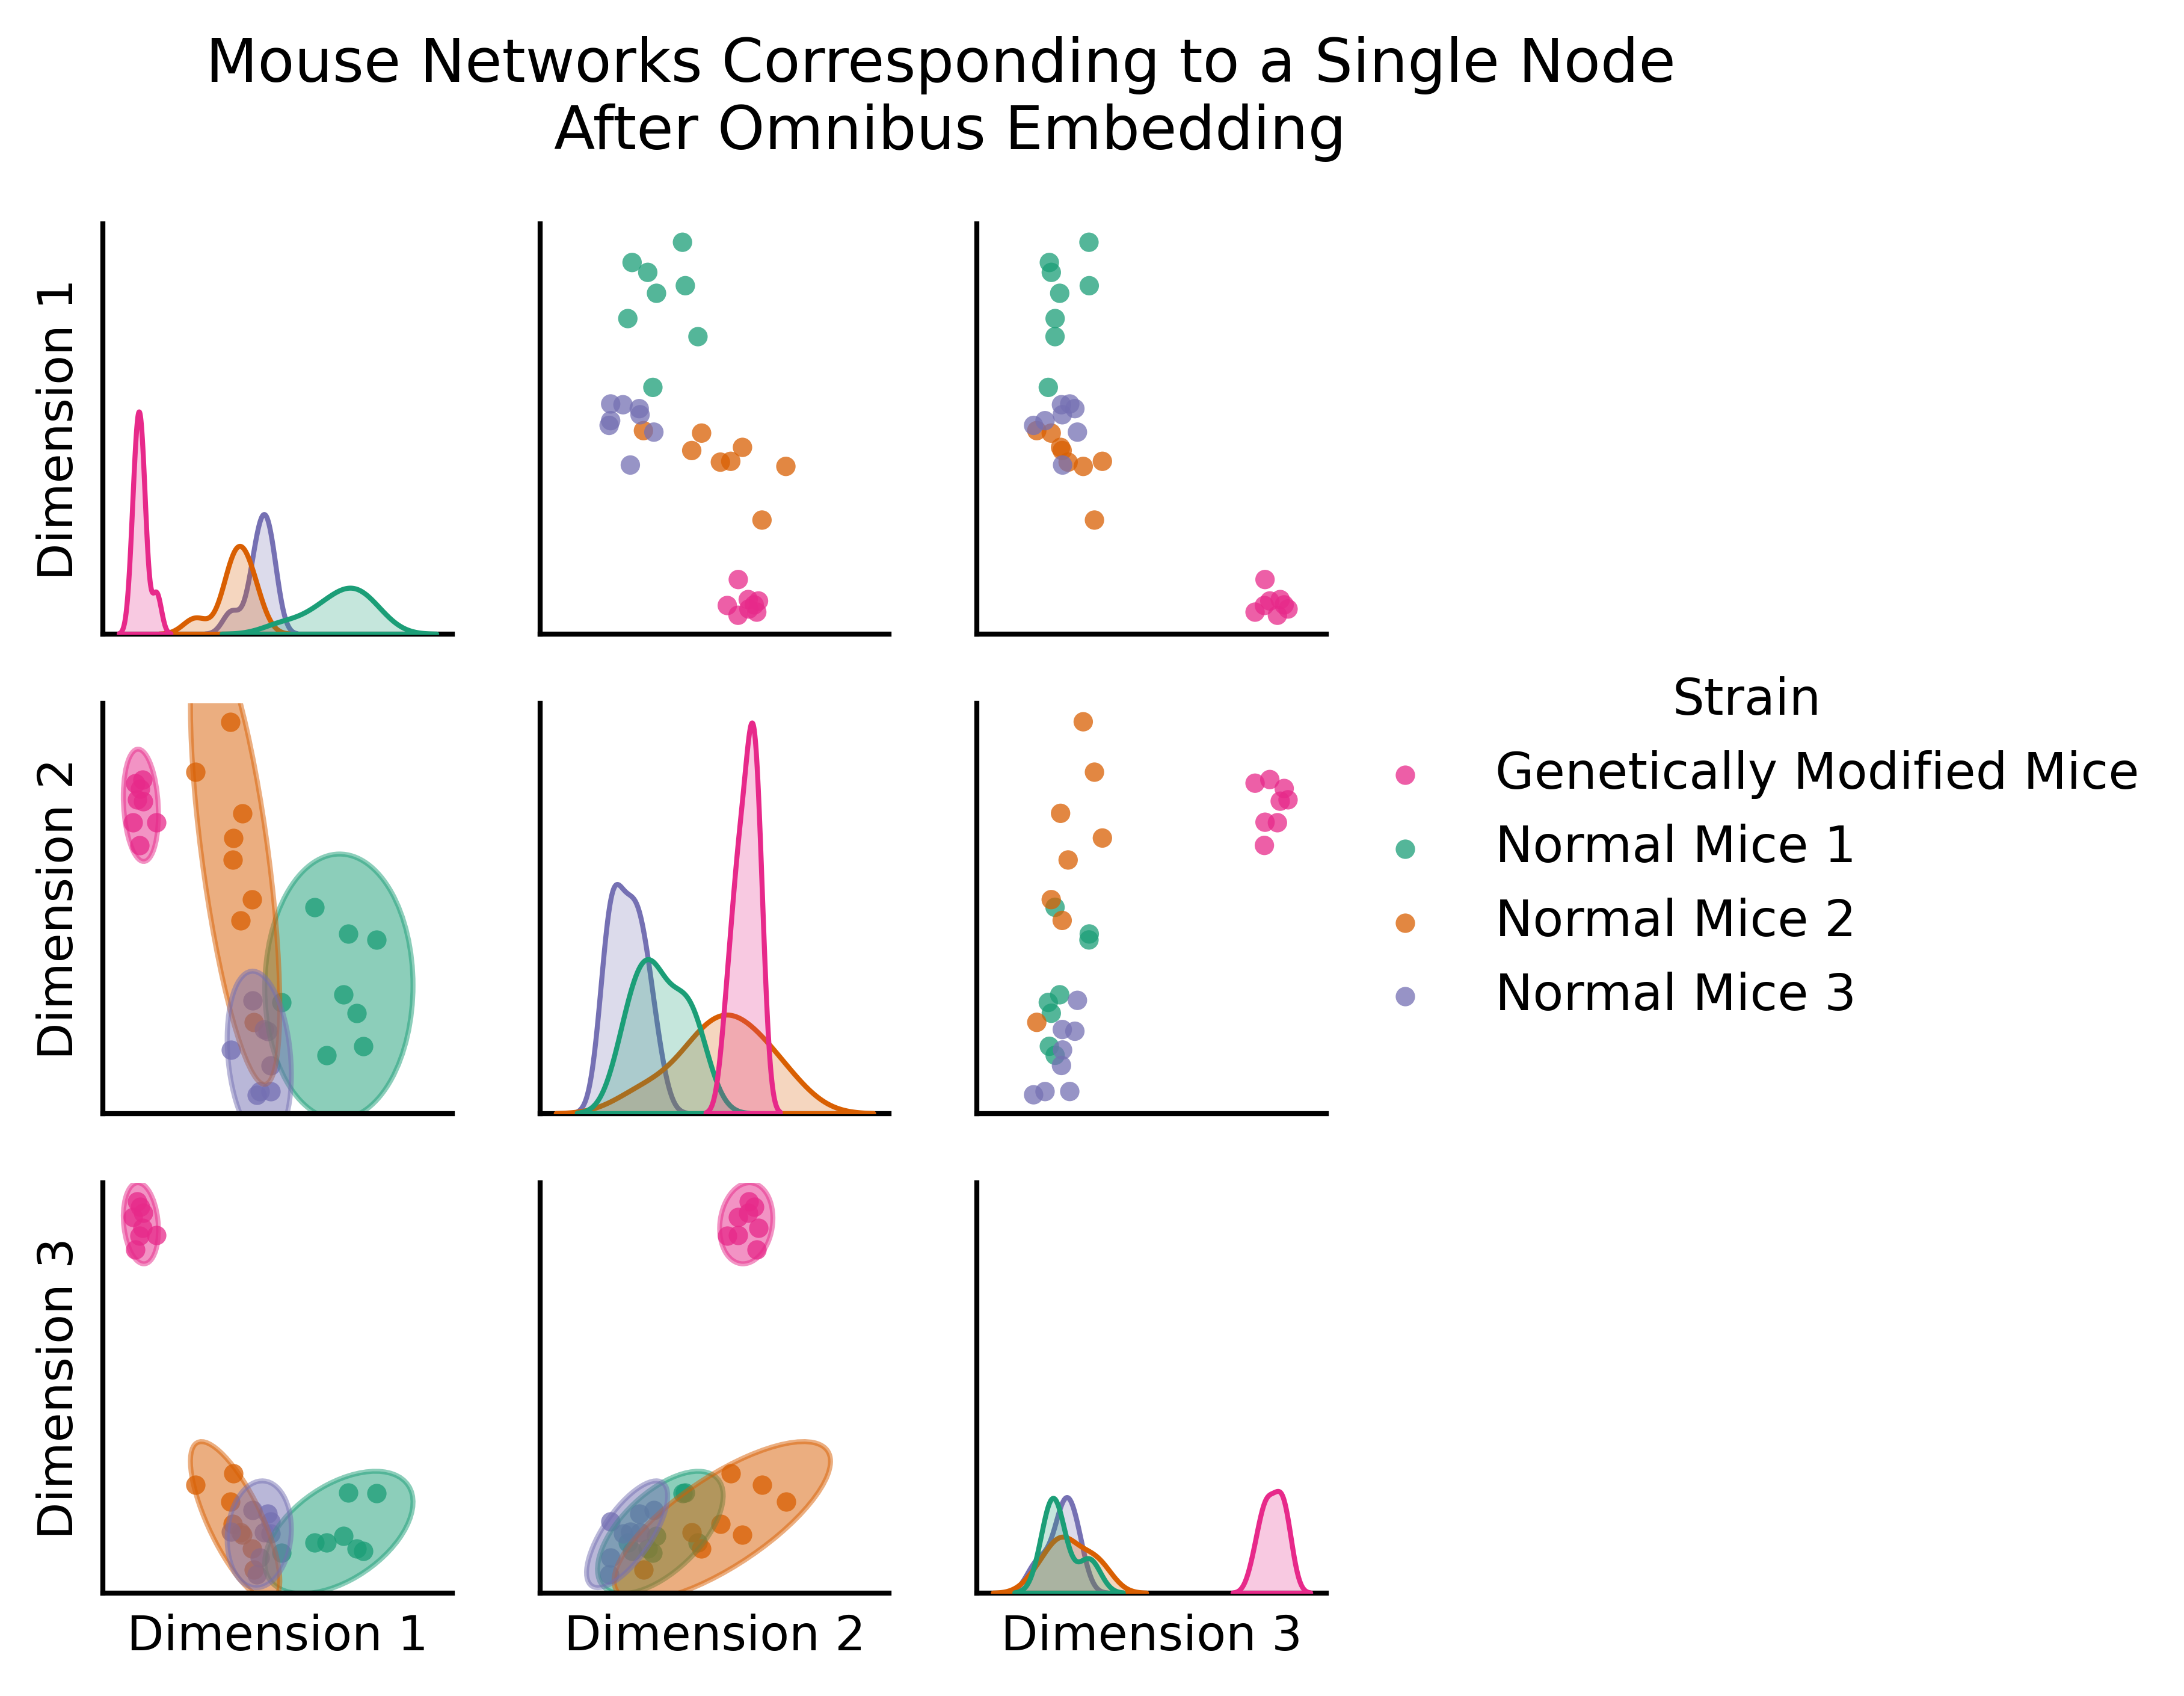 Mouse Networks Corresponding to a Single Node
After Omnibus Embedding
Dimension 1
Dimension 2
Dimension 3
Dimension 1
Dimension 2
Dimension 3
Strain
Genetically Modified Mice
Normal Mice 1
Normal Mice 2
Normal Mice 3